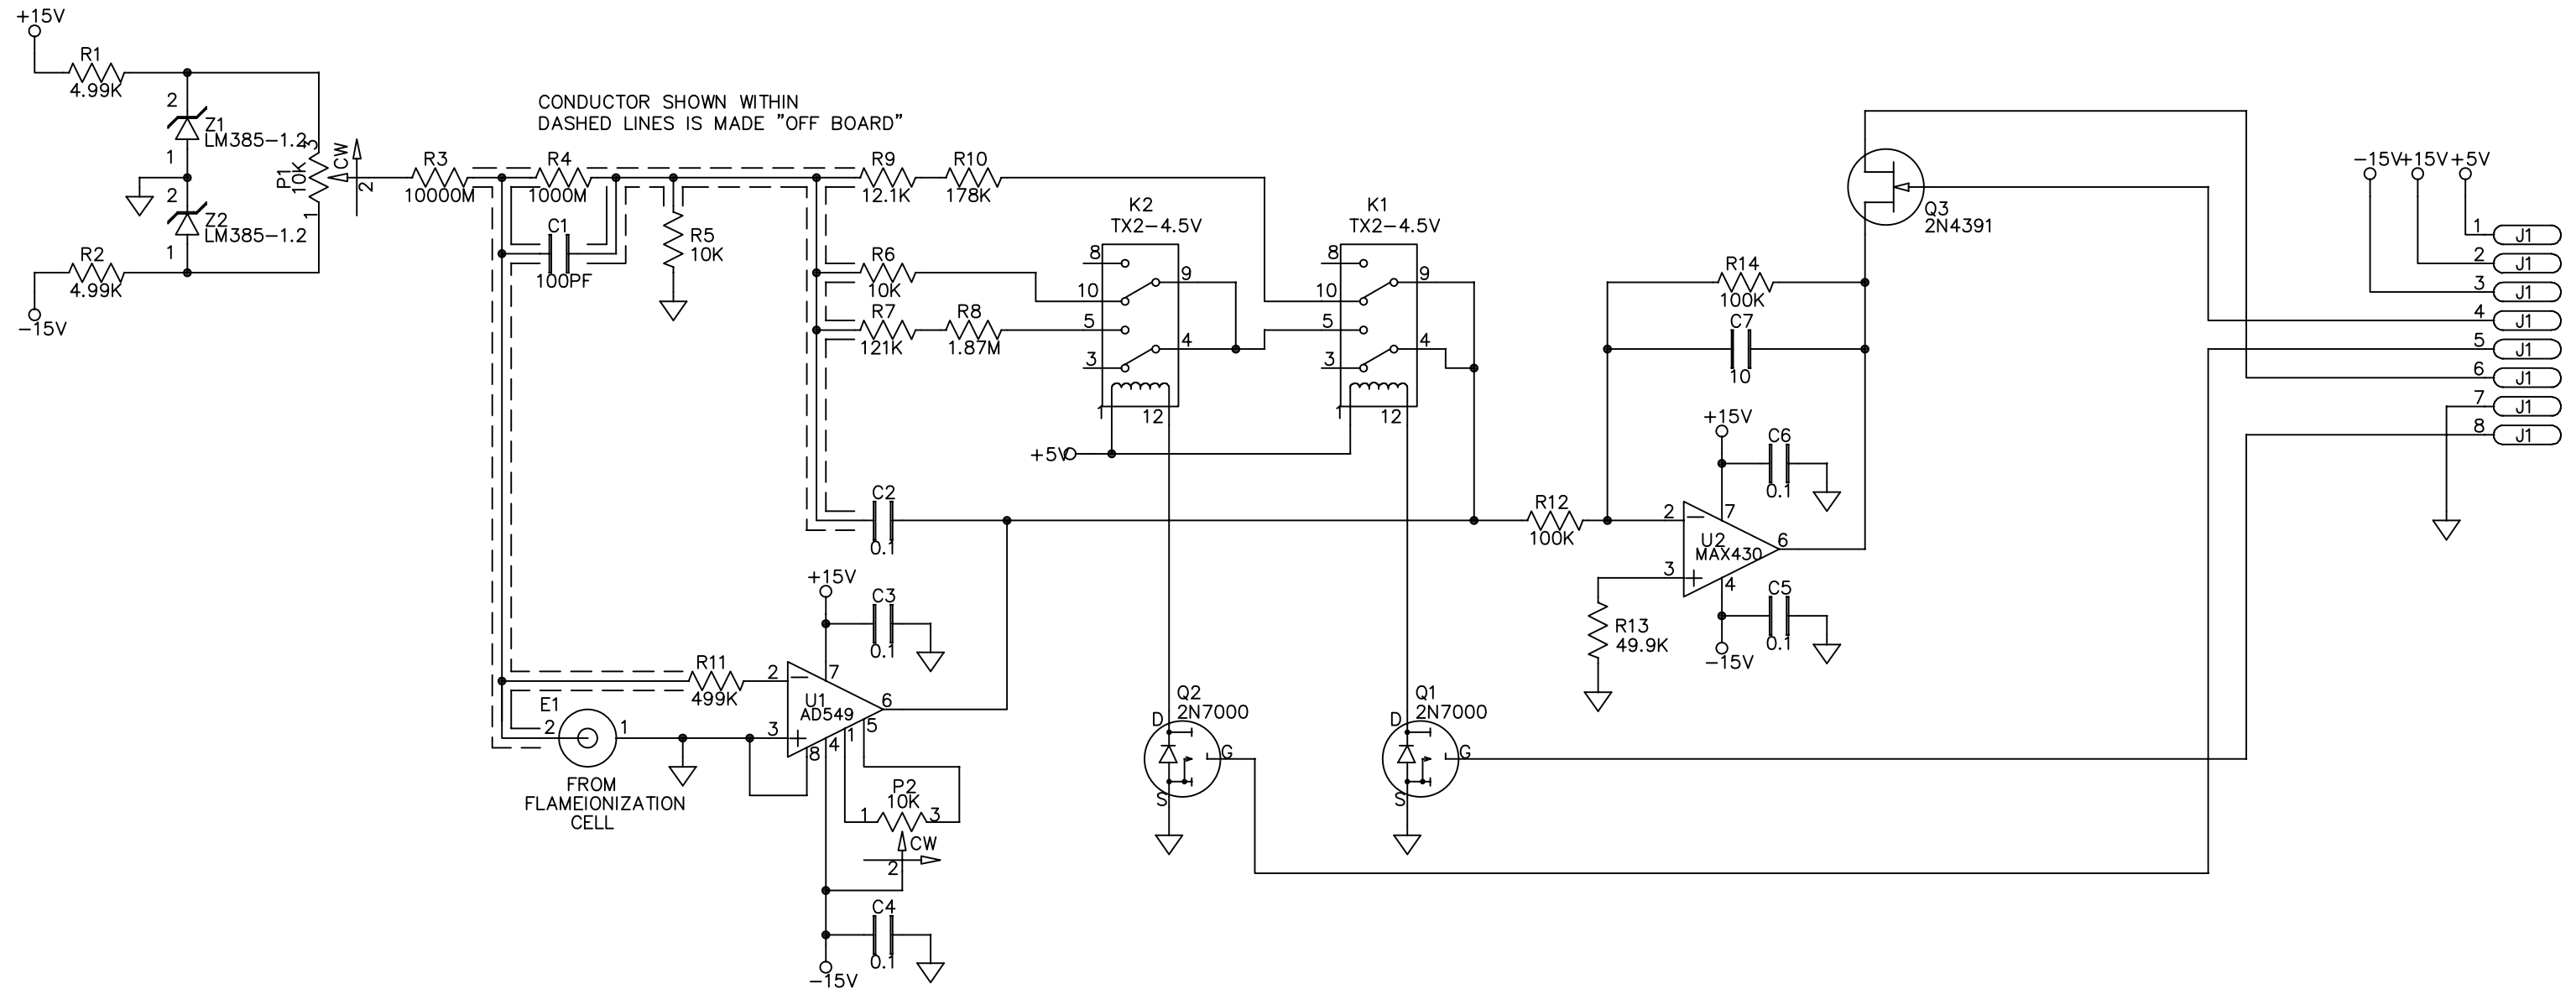 +15V
R1
4.99K
2
Z1
LM385-1.2
1
2
Z2
LM385-1.2
1
R2
4.99K
-15V
3
P1
10K
1
CW
2
CONDUCTOR SHOWN WITHIN
DASHED LINES IS MADE "OFF BOARD"
R3
10000M
R4
1000M
C1
100PF
R5
10K
R9
12.1K
R10
178K
R6
10K
R7
121K
R8
1.87M
K2
TX2-4.5V
8
9
10
5
4
3
1
12
K1
TX2-4.5V
8
9
10
5
4
3
1
12
+5V
C2
0.1
+15V
C3
0.1
R11
499K
2
7
U1
AD549
6
5
3
8
4
1
E1
2
1
FROM
FLAMEIONIZATION
CELL
P2
10K
1
3
CW
2
C4
0.1
-15V
Q2
2N7000
D
G
S
Q1
2N7000
D
G
S
R12
100K
R14
100K
C7
10
+15V
C6
0.1
2
7
U2
MAX430
6
3
4
C5
0.1
-15V
R13
49.9K
Q3
2N4391
-15V
+15V
+5V
1 J1
2 J1
3 J1
4 J1
5 J1
6 J1
7 J1
8 J1